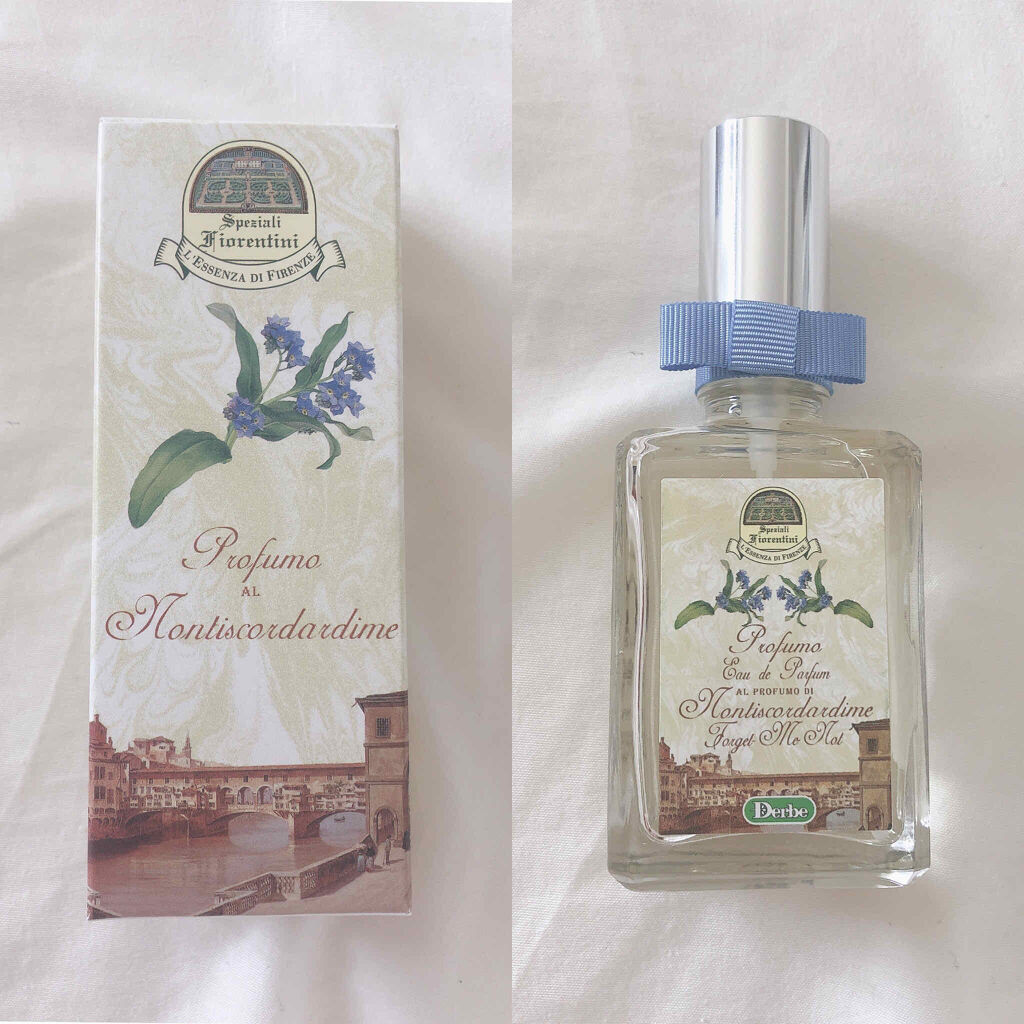 Speziali
Fiorentini
L'ESSENZA DI FIRENZE
Profumo
AL
Nontiscordardime
Speziali
Fiorentini
L'ESSENZA DI FIRENZE
Profumo
Eau de Parfum
AL PROFUMO DI
Nontiscordardime
Forget-Me Not
Derbe